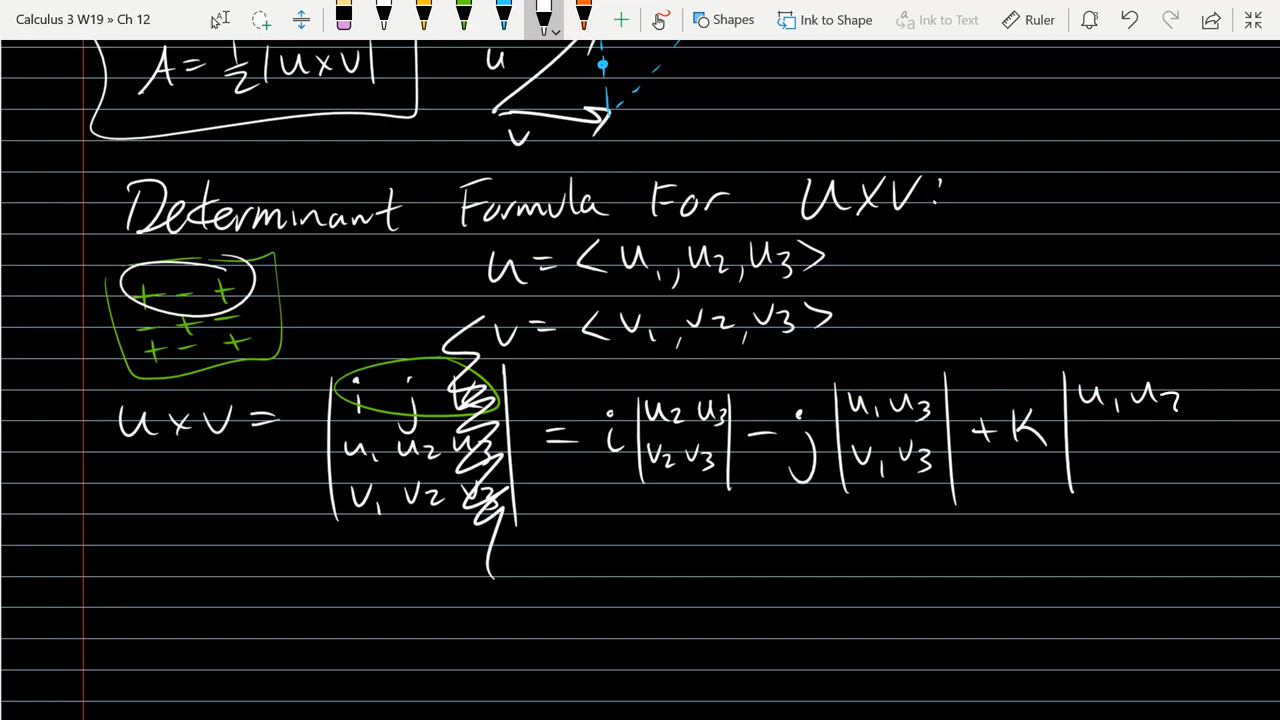 Calculus 3 W19 » Ch 12
Shapes Ink to Shape Ink to Text Ruler
A = 1/2 |u x v|
u
v
Determinant Formula For U X V:
u = < u1, u2, u3 >
v = < v1, v2, v3 >
+ - +
- + -
+ - +
u x v = | i j | = i | u2 u3 | - j | u1 u3 | + k | u1 u2
| u1 u2 u3 | | v2 v3 | | v1 v3 |
| v1 v2 v3 |